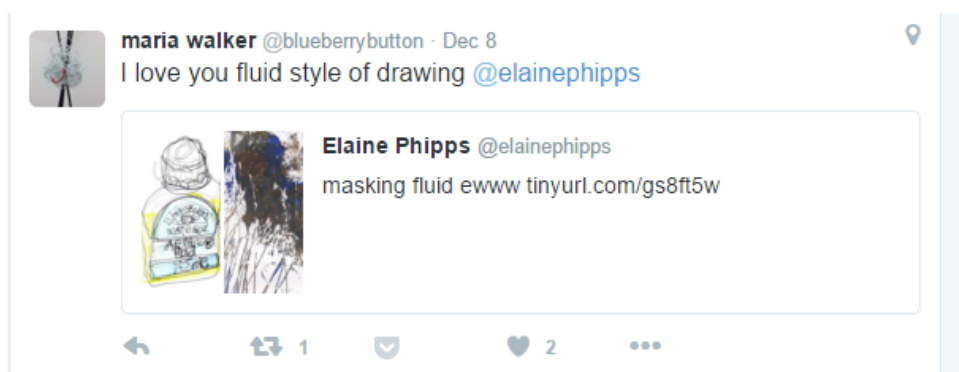 maria walker @blueberrybutton · Dec 8
I love you fluid style of drawing @elainephipps
Elaine Phipps @elainephipps
masking fluid ewww tinyurl.com/gs8ft5w
1
2